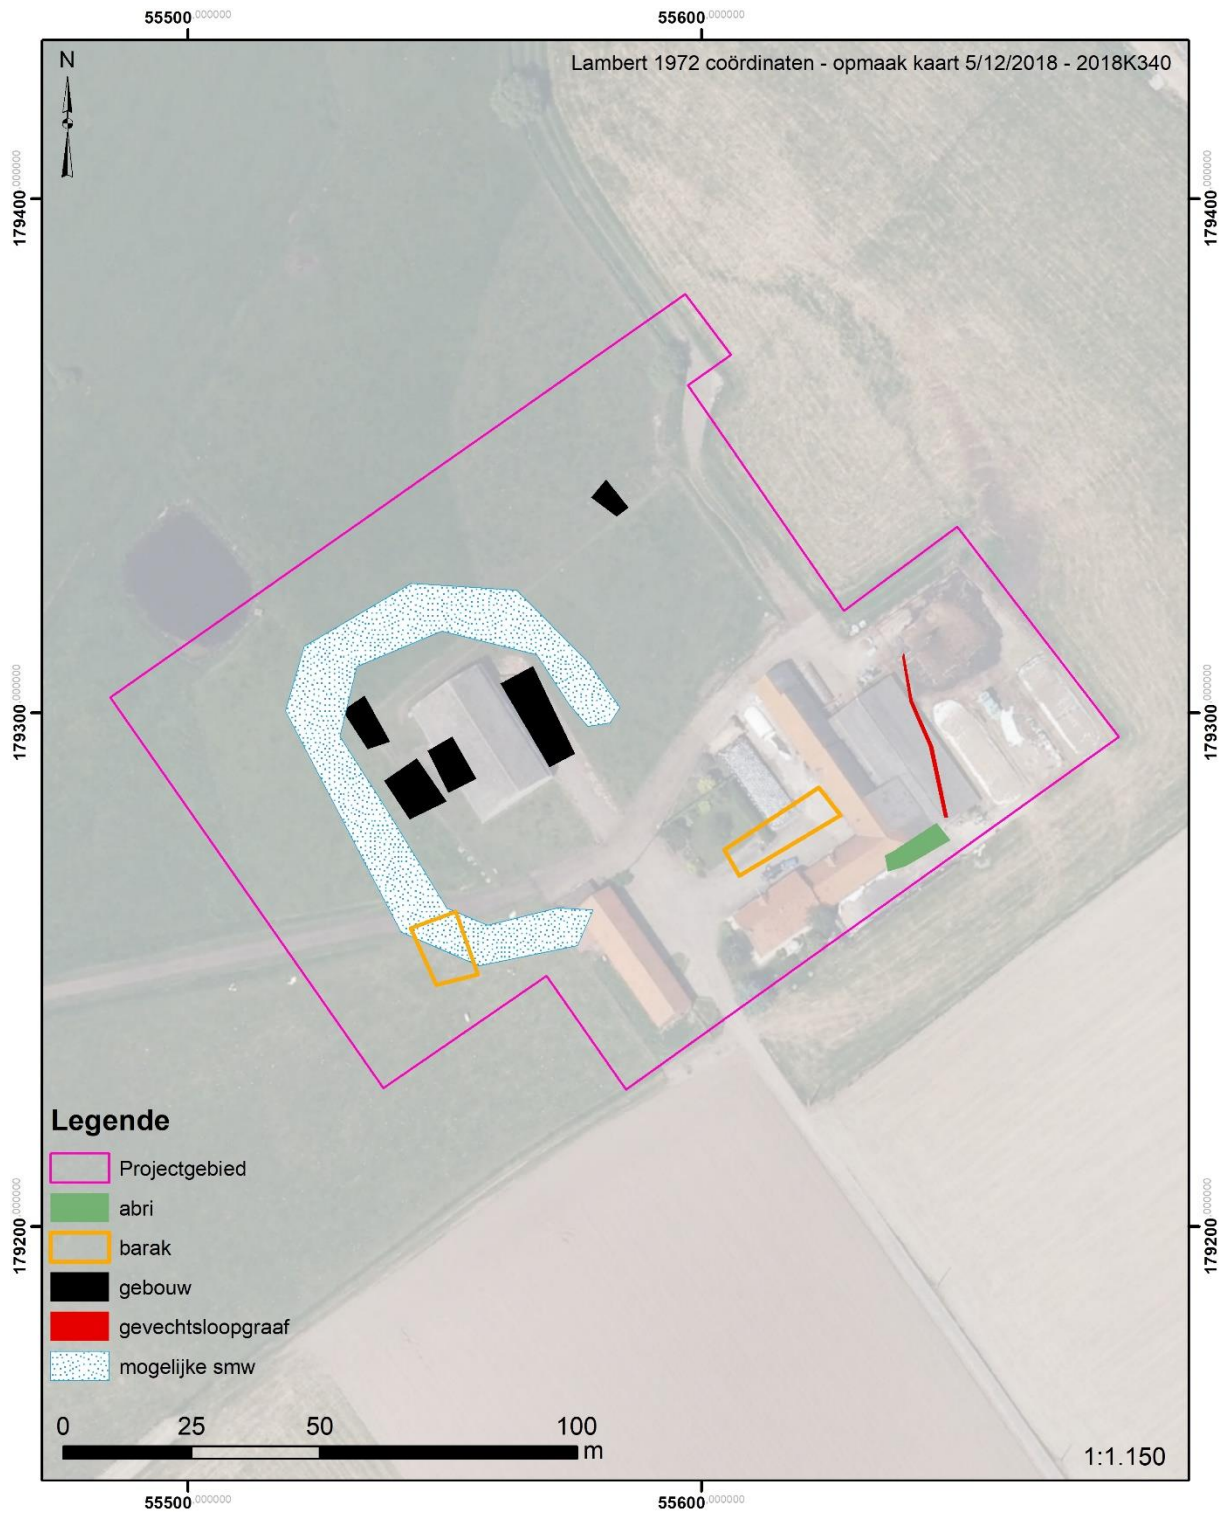 55500.000000 55600.000000
N
Lambert 1972 coördinaten - opmaak kaart 5/12/2018 - 2018K340
179400.000000 179400.000000
179300.000000 179300.000000
179200.000000 179200.000000
Legende
Projectgebied
abri
barak
gebouw
gevechtsloopgraaf
mogelijke smw
0 25 50 100
m
1:1.150
55500.000000 55600.000000